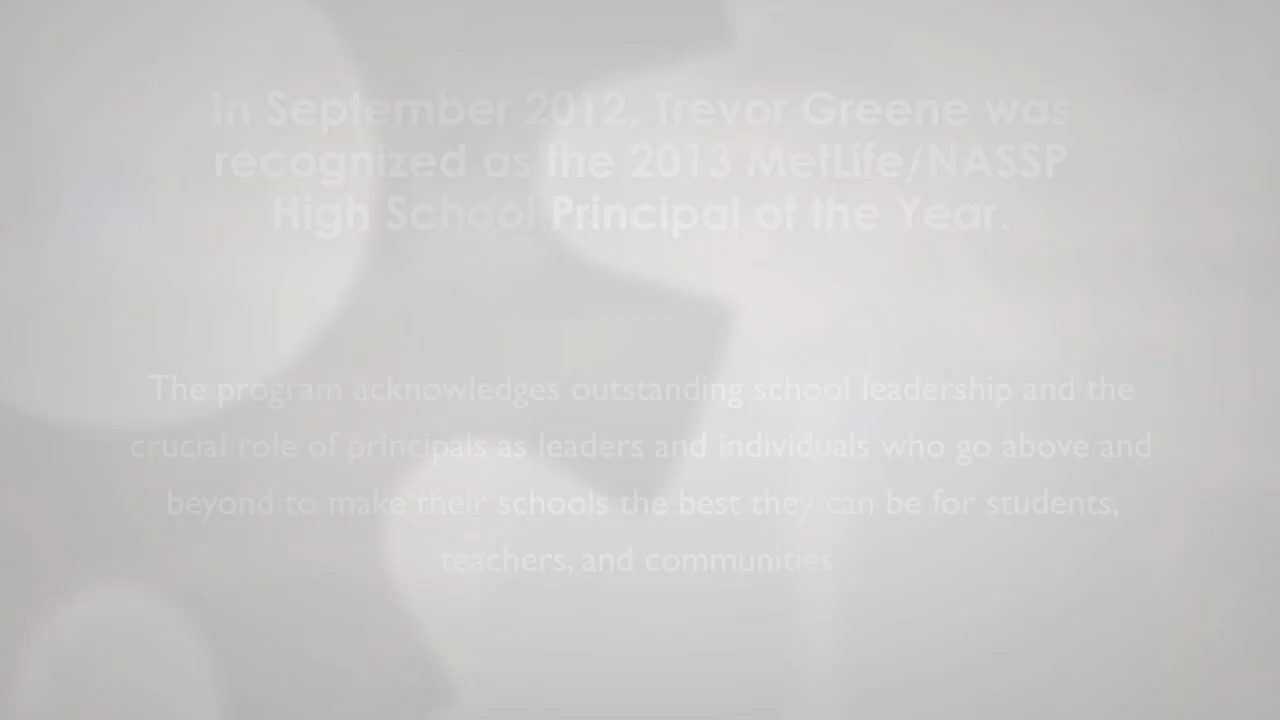 In September 2012, Trevor Greene was
recognized as the 2013 MetLife/NASSP
High School Principal of the Year.
The program acknowledges outstanding school leadership and the
crucial role of principals as leaders and individuals who go above and
beyond to make their schools the best they can be for students,
teachers, and communities.